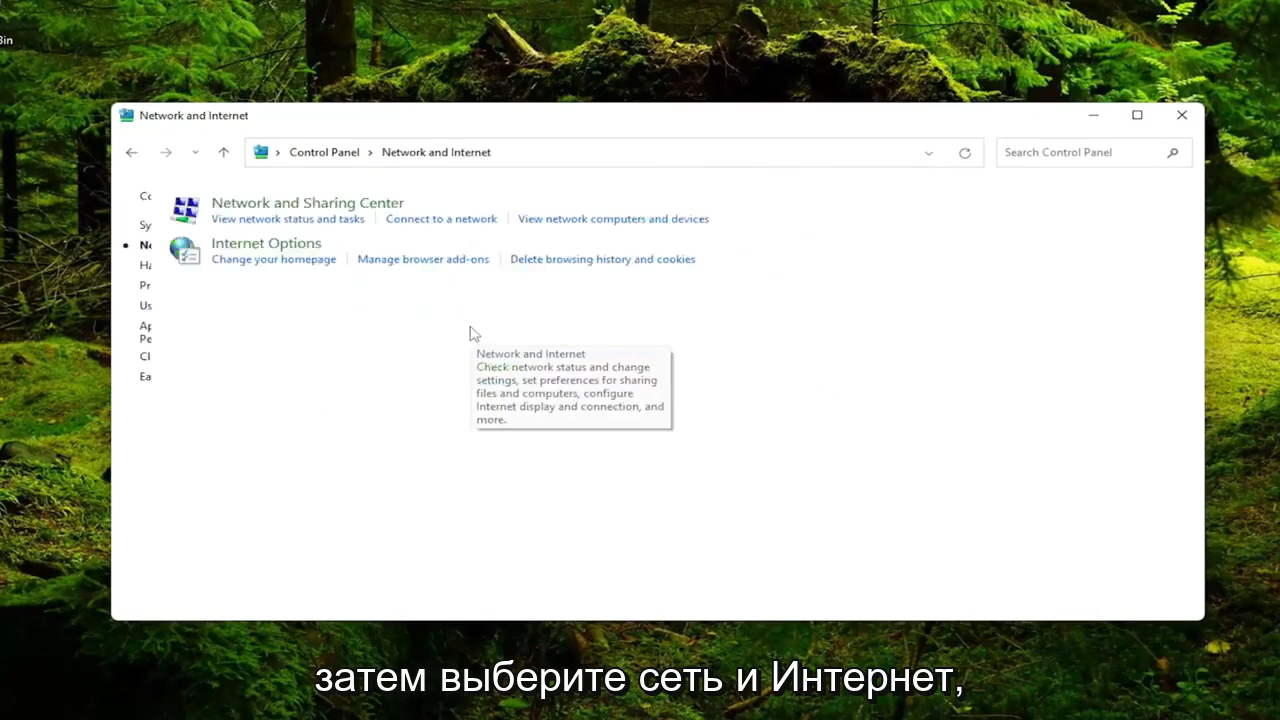 Bin
Network and Internet
Control Panel > Network and Internet
Search Control Panel
Network and Sharing Center
View network status and tasks
Connect to a network
View network computers and devices
Internet Options
Change your homepage
Manage browser add-ons
Delete browsing history and cookies
Network and Internet
Check network status and change
settings, set preferences for sharing
files and computers, configure
Internet display and connection, and
more.
затем выберите сеть и Интернет,